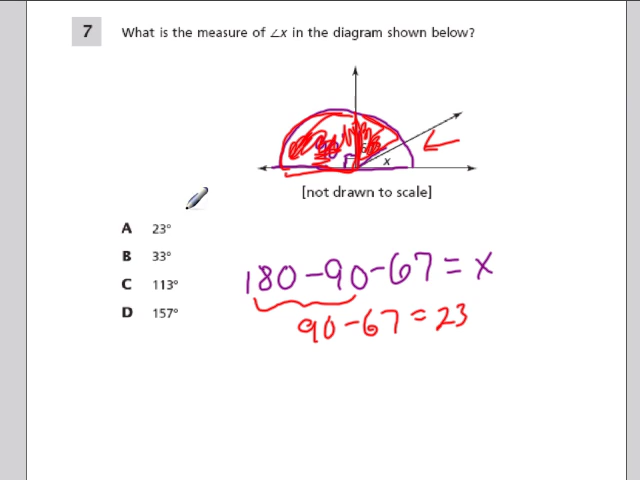 7 What is the measure of ∠x in the diagram shown below?
90
x
[not drawn to scale]
A 23°
B 33°
C 113°
D 157°
180-90-67=x
90-67=23